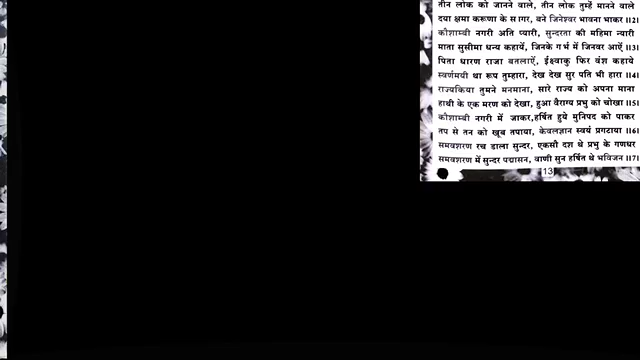 तीन लोक को जानने वाले, तीन लोक तुम्हें मानने वाले
दया क्षमा करूणा के सागर, बने जिनेश्वर भावना भाकर ।।2।
कौशाम्बी नगरी अति प्यारी, सुन्दरता की महिमा न्यारी
माता सुसीमा धन्य कहायें, जिनके गर्भ में जिनवर आऐं ।।3।
पिता धारण राजा बतलाऐं, ईक्ष्वाकु फिर वंश कहाये
स्वर्णमयी था रूप तुम्हारा, देख देख सुर पति भी हारा ।।4।
राज्यकिया तुमने मनमाना, सारे राज्य को अपना माना
हाथी के एक मरण को देखा, हुआ वैराग्य प्रभु को चोखा ।।5।
कौशाम्बी नगरी में जाकर,हर्षित हुये मुनिपद को पाकर
तप से तन को खूब तपाया, केवलज्ञान स्वयं प्रगटाया ।।6।
समवशरण रच डाला सुन्दर, एकसौ दश थे प्रभु के गणधर
समवशरण में सुन्दर पद्मासन, वाणी सुन हर्षित थे भविजन ।।7।
13